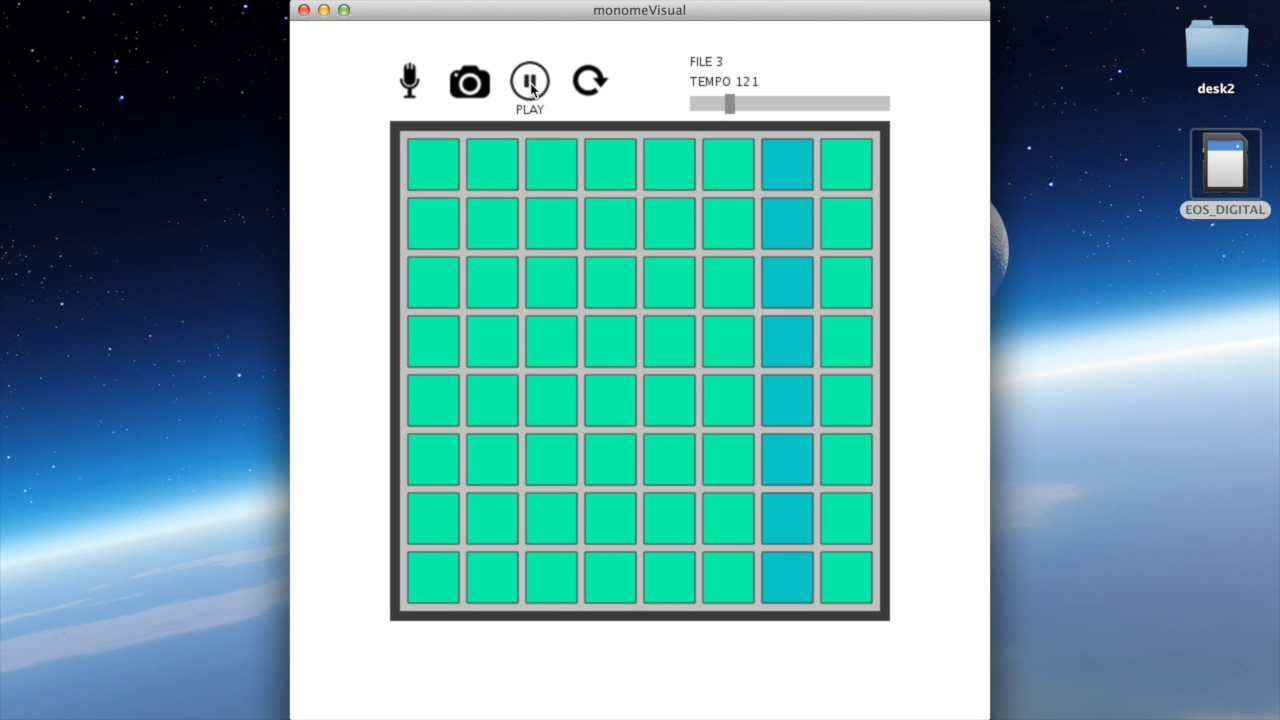 monomeVisual
FILE 3
TEMPO 121
PLAY
desk2
EOS_DIGITAL